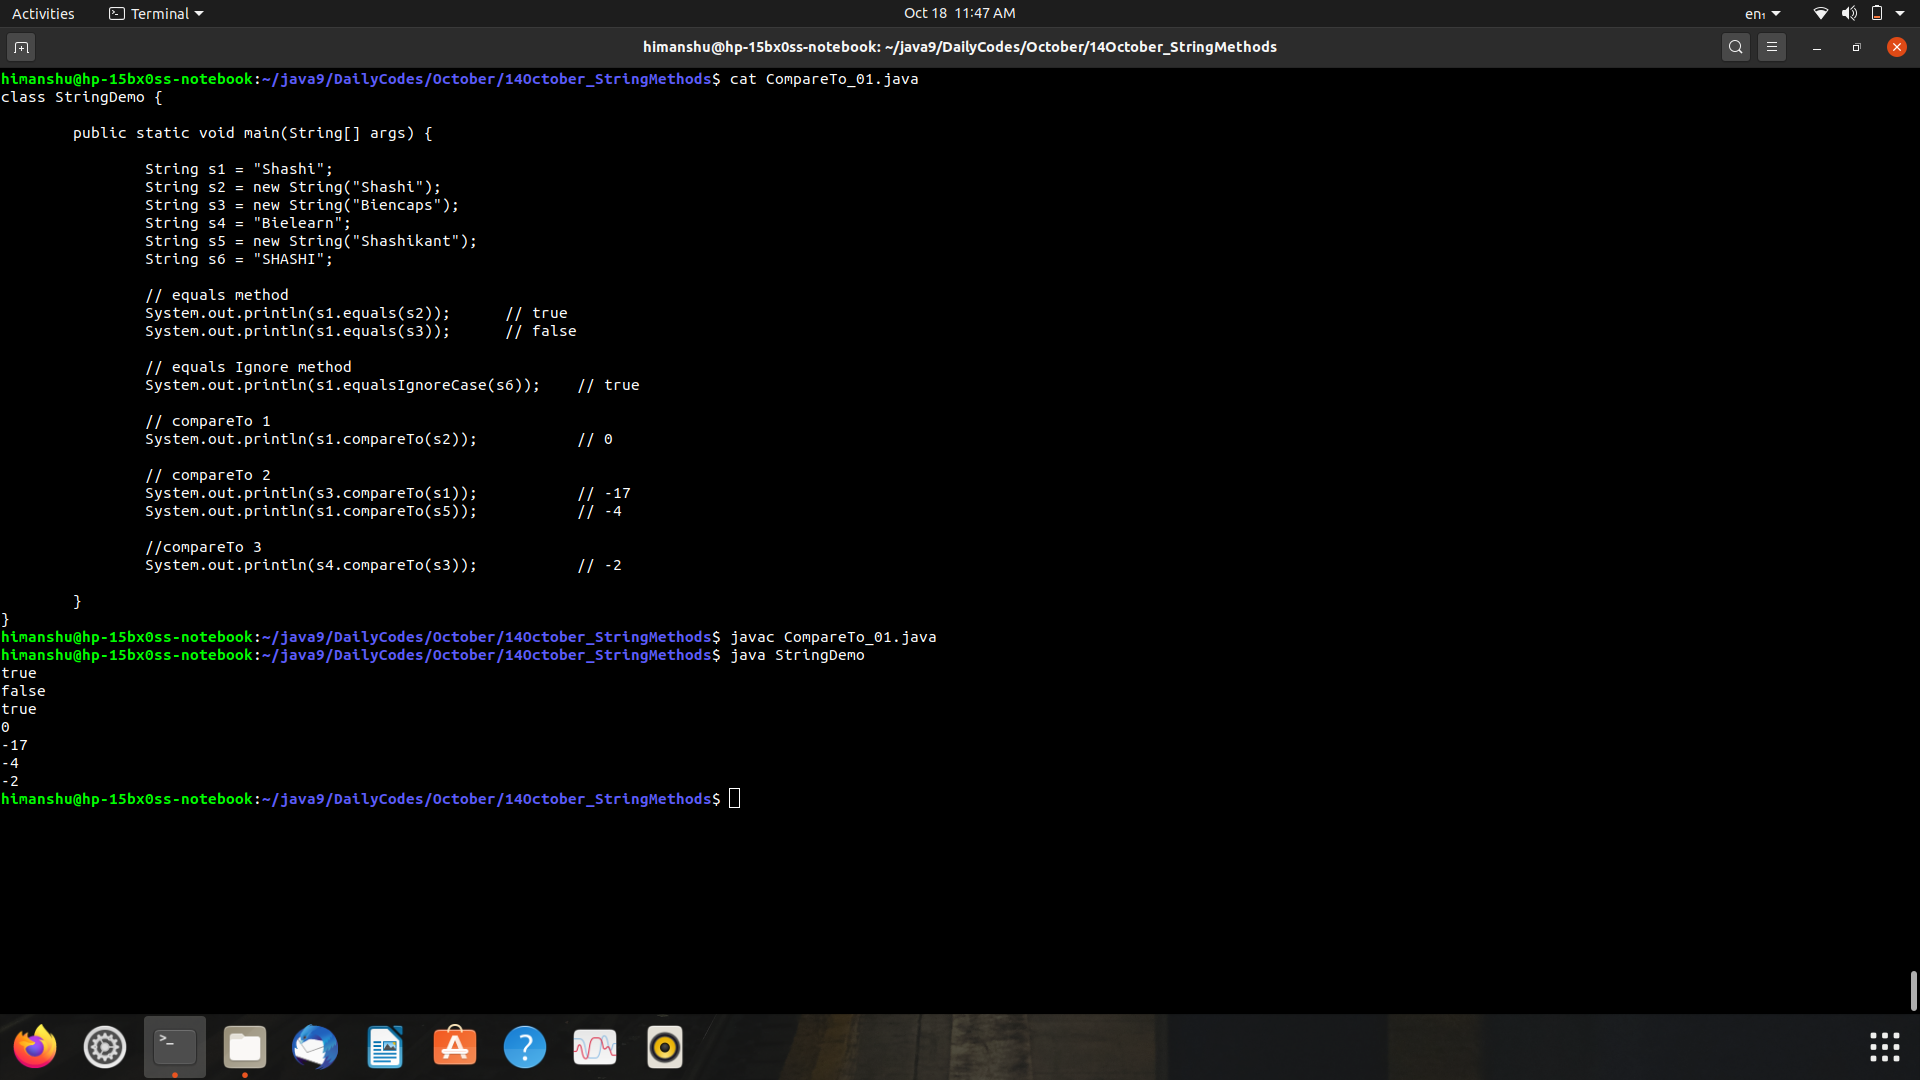 Activities Terminal Oct 18 11:47 AM en₁
himanshu@hp-15bx0ss-notebook: ~/java9/DailyCodes/October/14October_StringMethods
himanshu@hp-15bx0ss-notebook:~/java9/DailyCodes/October/14October_StringMethods$ cat CompareTo_01.java
class StringDemo {
public static void main(String[] args) {
String s1 = "Shashi";
String s2 = new String("Shashi");
String s3 = new String("Biencaps");
String s4 = "Bielearn";
String s5 = new String("Shashikant");
String s6 = "SHASHI";
// equals method
System.out.println(s1.equals(s2)); // true
System.out.println(s1.equals(s3)); // false
// equals Ignore method
System.out.println(s1.equalsIgnoreCase(s6)); // true
// compareTo 1
System.out.println(s1.compareTo(s2)); // 0
// compareTo 2
System.out.println(s3.compareTo(s1)); // -17
System.out.println(s1.compareTo(s5)); // -4
//compareTo 3
System.out.println(s4.compareTo(s3)); // -2
}
}
himanshu@hp-15bx0ss-notebook:~/java9/DailyCodes/October/14October_StringMethods$ javac CompareTo_01.java
himanshu@hp-15bx0ss-notebook:~/java9/DailyCodes/October/14October_StringMethods$ java StringDemo
true
false
true
0
-17
-4
-2
himanshu@hp-15bx0ss-notebook:~/java9/DailyCodes/October/14October_StringMethods$